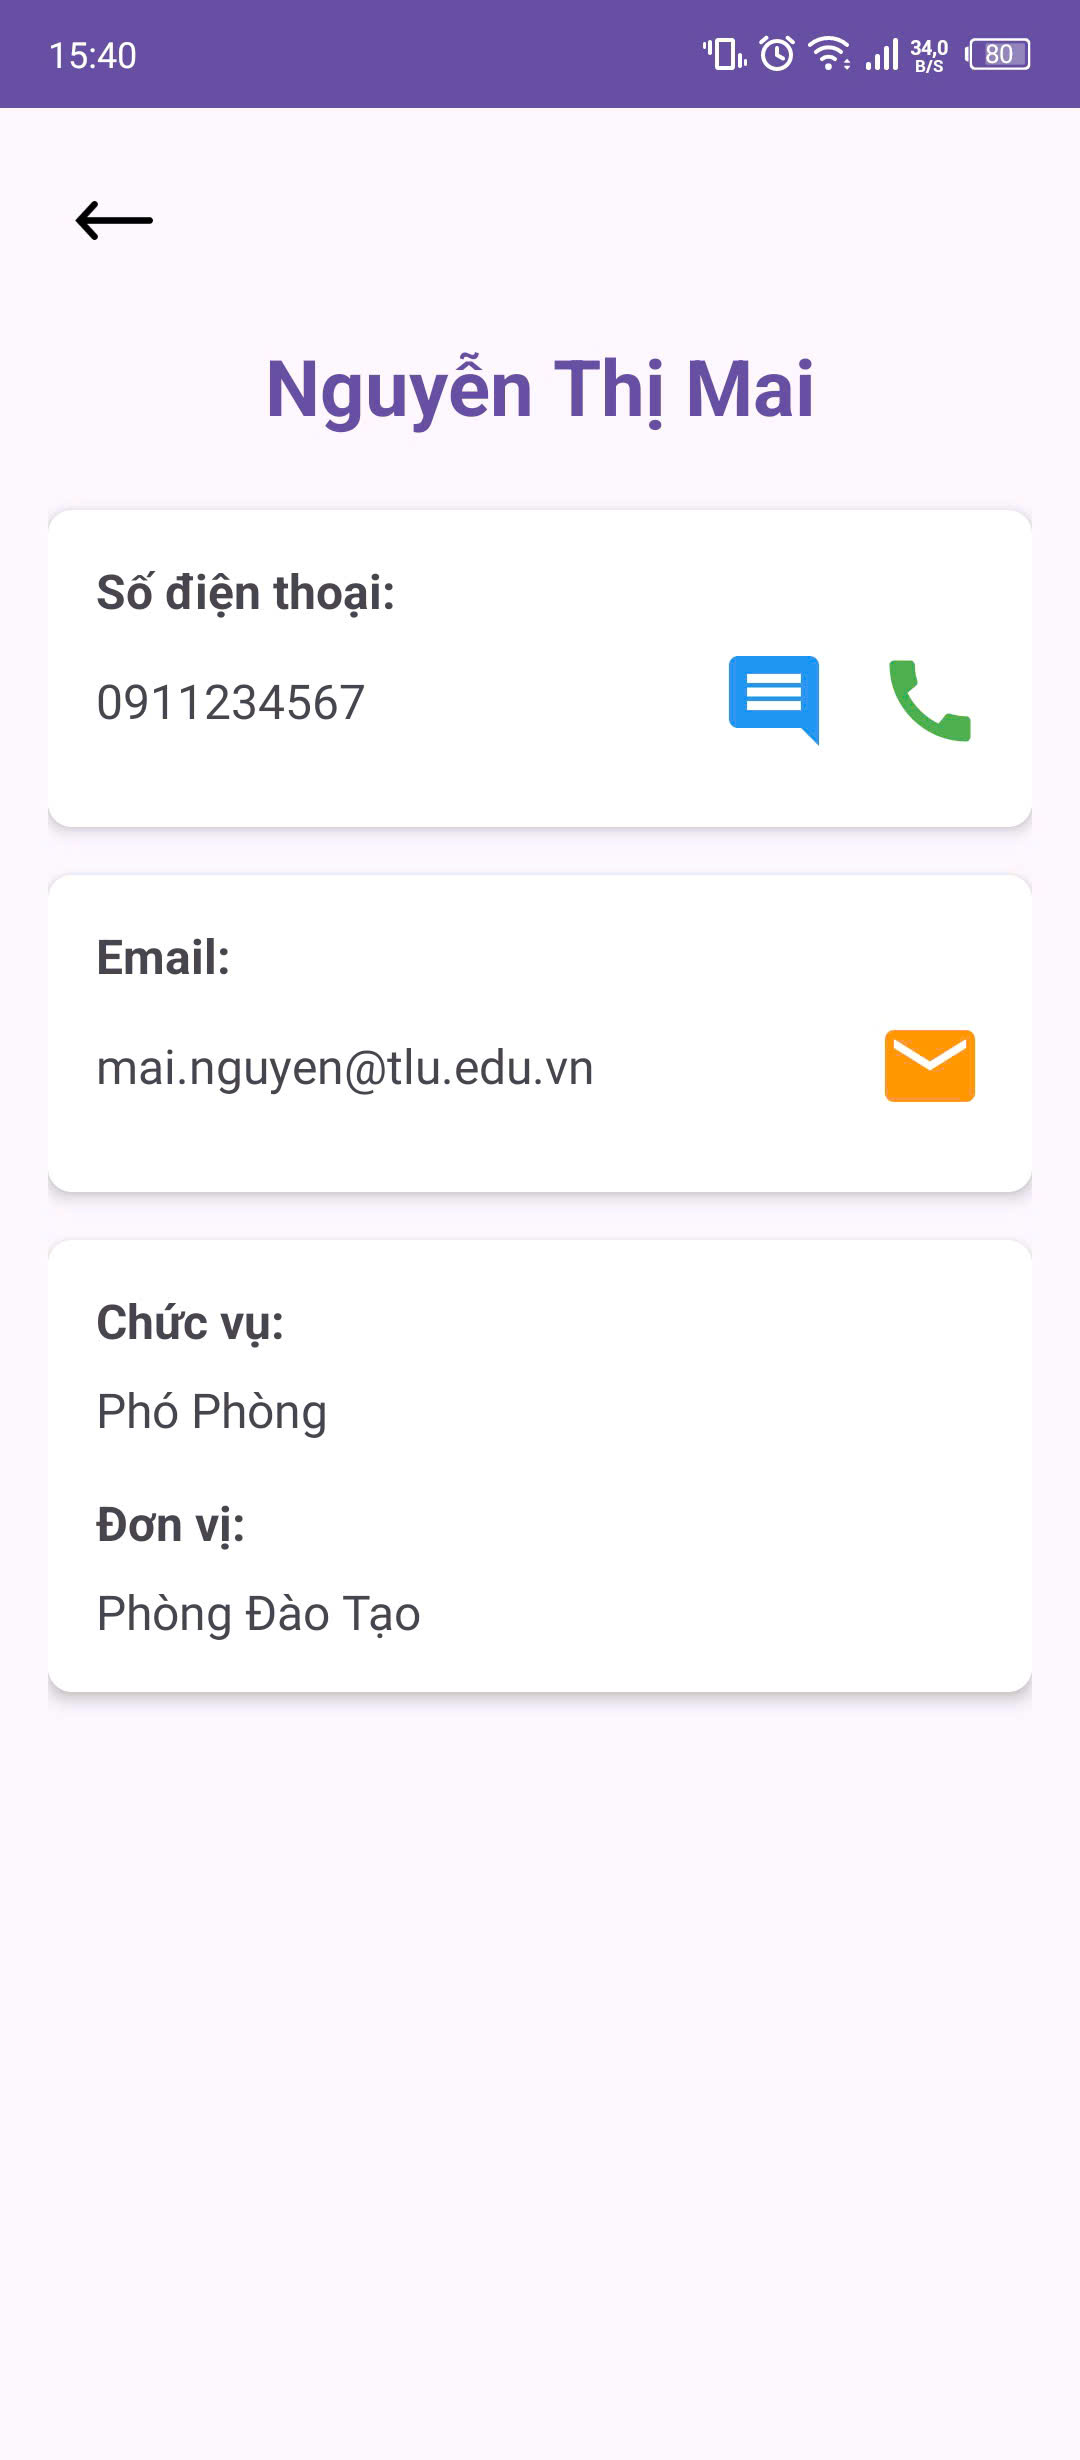 15:40
34,0
B/S
80
Nguyễn Thị Mai
Số điện thoại:
0911234567
Email:
mai.nguyen@tlu.edu.vn
Chức vụ:
Phó Phòng
Đơn vị:
Phòng Đào Tạo